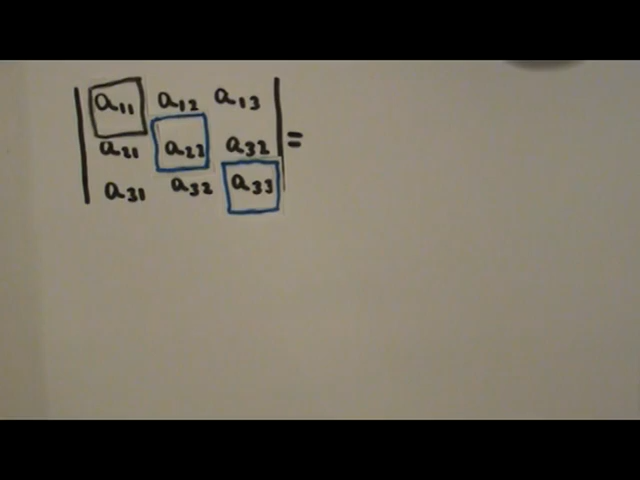 | a11 a12 a13 |
| a21 a22 a32 | =
| a31 a32 a33 |